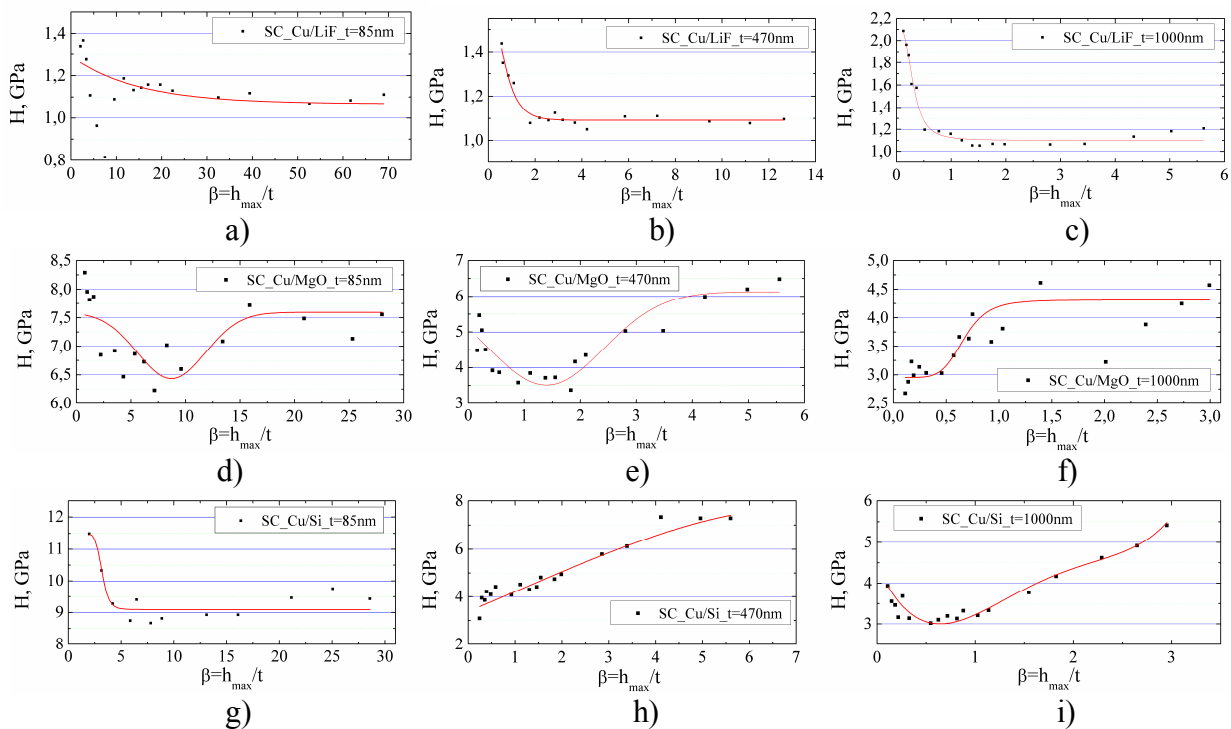 SC_Cu/LiF_t=85nm
1,4
1,2
1,0
0,8
H, GPa
0 10 20 30 40 50 60 70
β=h_max/t
a)
SC_Cu/LiF_t=470nm
1,4
1,2
1,0
H, GPa
0 2 4 6 8 10 12 14
β=h_max/t
b)
SC_Cu/LiF_t=1000nm
2,2
2,0
1,8
1,6
1,4
1,2
1,0
H, GPa
0 1 2 3 4 5 6
β=h_max/t
c)
SC_Cu/MgO_t=85nm
8,5
8,0
7,5
7,0
6,5
6,0
H, GPa
0 5 10 15 20 25 30
β=h_max/t
d)
SC_Cu/MgO_t=470nm
7
6
5
4
3
H, GPa
0 1 2 3 4 5 6
β=h_max/t
e)
5,0
4,5
4,0
3,5
3,0
2,5
H, GPa
SC_Cu/MgO_t=1000nm
0,0 0,5 1,0 1,5 2,0 2,5 3,0
β=h_max/t
f)
SC_Cu/Si_t=85nm
12
11
10
9
8
H, GPa
0 5 10 15 20 25 30
β=h_max/t
g)
8
6
4
2
H, GPa
SC_Cu/Si_t=470nm
0 1 2 3 4 5 6 7
β=h_max/t
h)
SC_Cu/Si_t=1000nm
6
5
4
3
H, GPa
0 1 2 3
β=h_max/t
i)